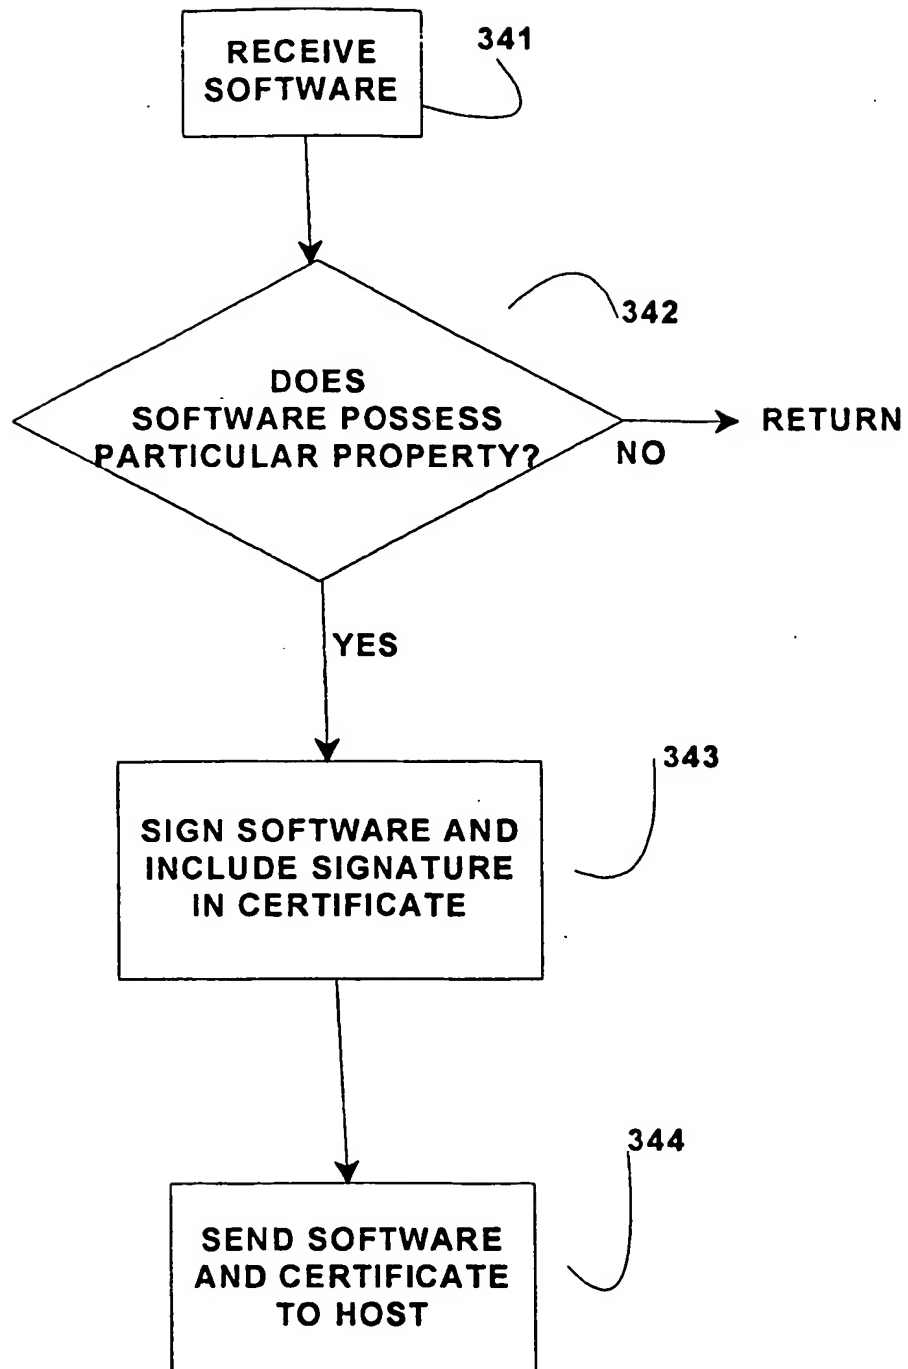 RECEIVE
SOFTWARE
341
342
DOES
SOFTWARE POSSESS
PARTICULAR PROPERTY?
RETURN
NO
YES
343
SIGN SOFTWARE AND
INCLUDE SIGNATURE
IN CERTIFICATE
344
SEND SOFTWARE
AND CERTIFICATE
TO HOST